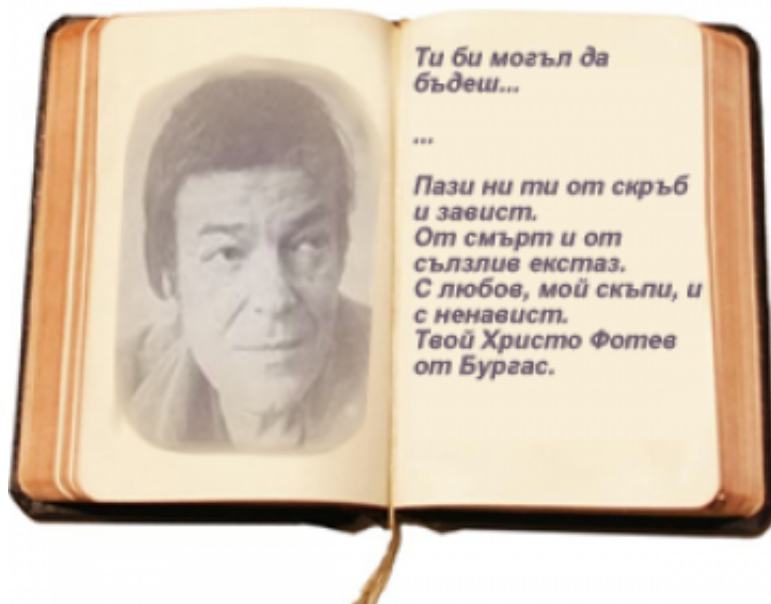 Ти би могъл да
бъдеш...
...
Пази ни ти от скръб
и завист.
От смърт и от
сълзлив екстаз.
С любов, мой скъпи, и
с ненавист.
Твой Христо Фотев
от Бургас.